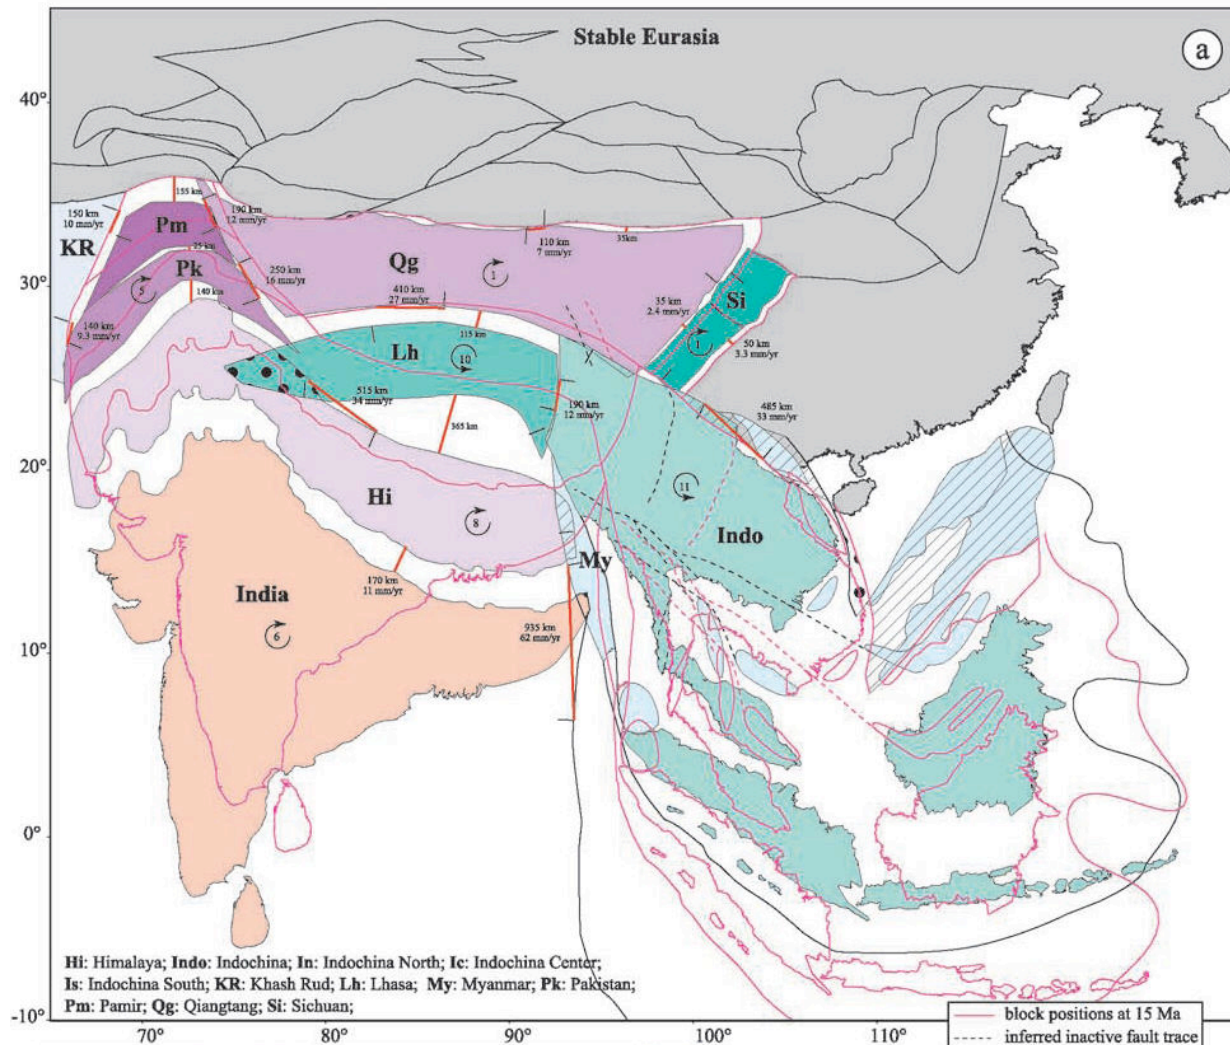 Stable Eurasia
a
40°
30°
20°
10°
0°
-10°
150 km
10 mm/yr
155 km
Pm
190 km
12 mm/yr
KR
25 km
Pk
5
140 km
250 km
16 mm/yr
140 km
9.3 mm/yr
Qg
1
110 km
7 mm/yr
35km
410 km
27 mm/yr
115 km
Lh
10
35 km
2.4 mm/yr
Si
1
50 km
3.3 mm/yr
515 km
34 mm/yr
365 km
190 km
12 mm/yr
485 km
33 mm/yr
Hi
8
11
Indo
My
170 km
11 mm/yr
India
6
935 km
62 mm/yr
Hi: Himalaya; Indo: Indochina; In: Indochina North; Ic: Indochina Center;
Is: Indochina South; KR: Khash Rud; Lh: Lhasa; My: Myanmar; Pk: Pakistan;
Pm: Pamir; Qg: Qiangtang; Si: Sichuan;
block positions at 15 Ma
inferred inactive fault trace
70°
80°
90°
100°
110°